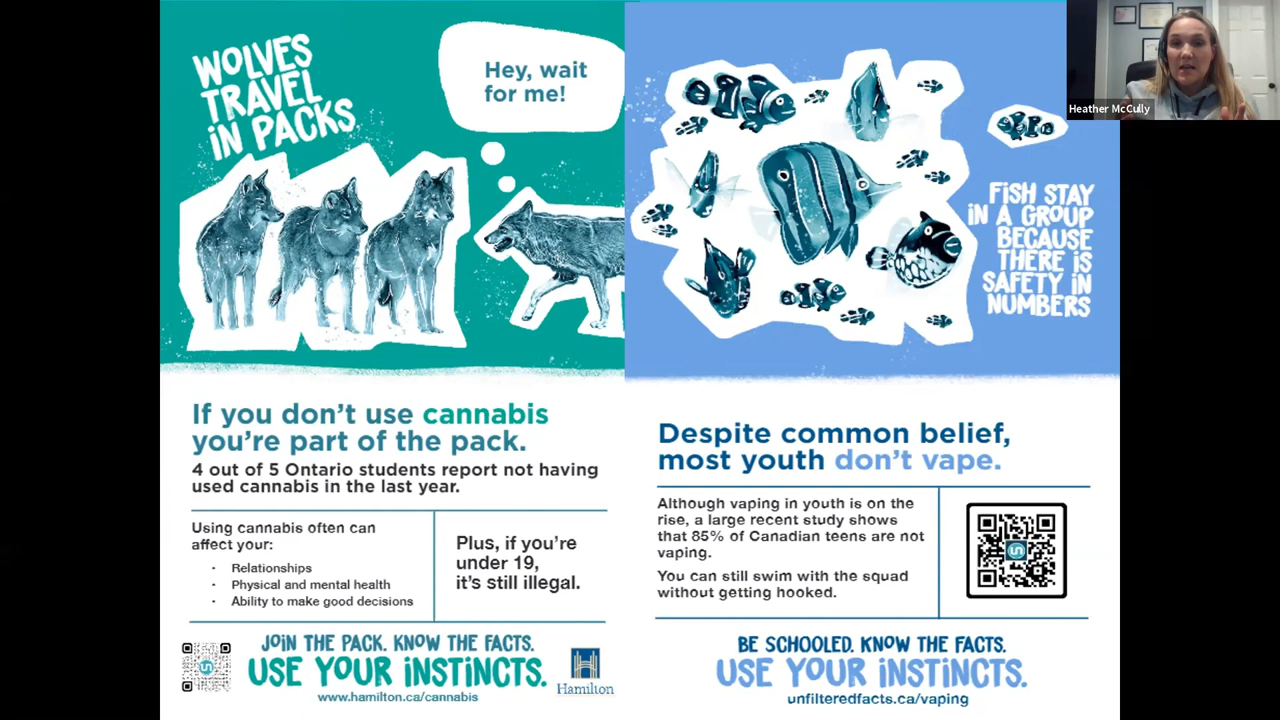 WOLVES
TRAVEL
IN PACKS
Hey, wait
for me!
If you don't use cannabis
you're part of the pack.
4 out of 5 Ontario students report not having
used cannabis in the last year.
Using cannabis often can
affect your:
· Relationships
· Physical and mental health
· Ability to make good decisions
Plus, if you're
under 19,
it's still illegal.
JOIN THE PACK. KNOW THE FACTS.
USE YOUR INSTINCTS.
www.hamilton.ca/cannabis
Hamilton
FISH STAY
IN A GROUP
BECAUSE
THERE IS
SAFETY IN
NUMBERS
Despite common belief,
most youth don't vape.
Although vaping in youth is on the
rise, a large recent study shows
that 85% of Canadian teens are not
vaping.
You can still swim with the squad
without getting hooked.
BE SCHOOLED. KNOW THE FACTS.
USE YOUR INSTINCTS.
unfilteredfacts.ca/vaping
Heather McCully